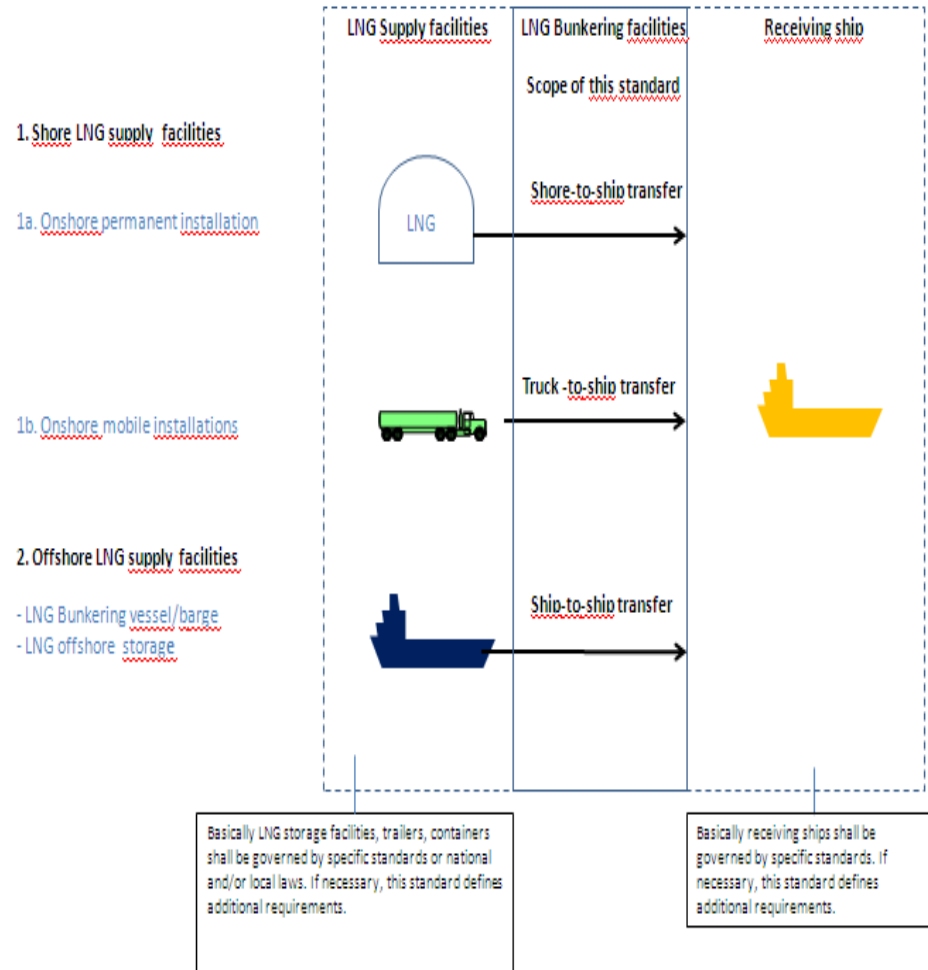 LNG Supply facilities
LNG Bunkering facilities
Receiving ship
Scope of this standard
1. Shore LNG supply facilities
Shore-to-ship transfer
1a. Onshore permanent installation
LNG
Truck -to-ship transfer
1b. Onshore mobile installations
2. Offshore LNG supply facilities
- LNG Bunkering vessel/barge
- LNG offshore storage
Ship-to-ship transfer
Basically LNG storage facilities, trailers, containers
shall be governed by specific standards or national
and/or local laws. If necessary, this standard defines
additional requirements.
Basically receiving ships shall be
governed by specific standards. If
necessary, this standard defines
additional requirements.